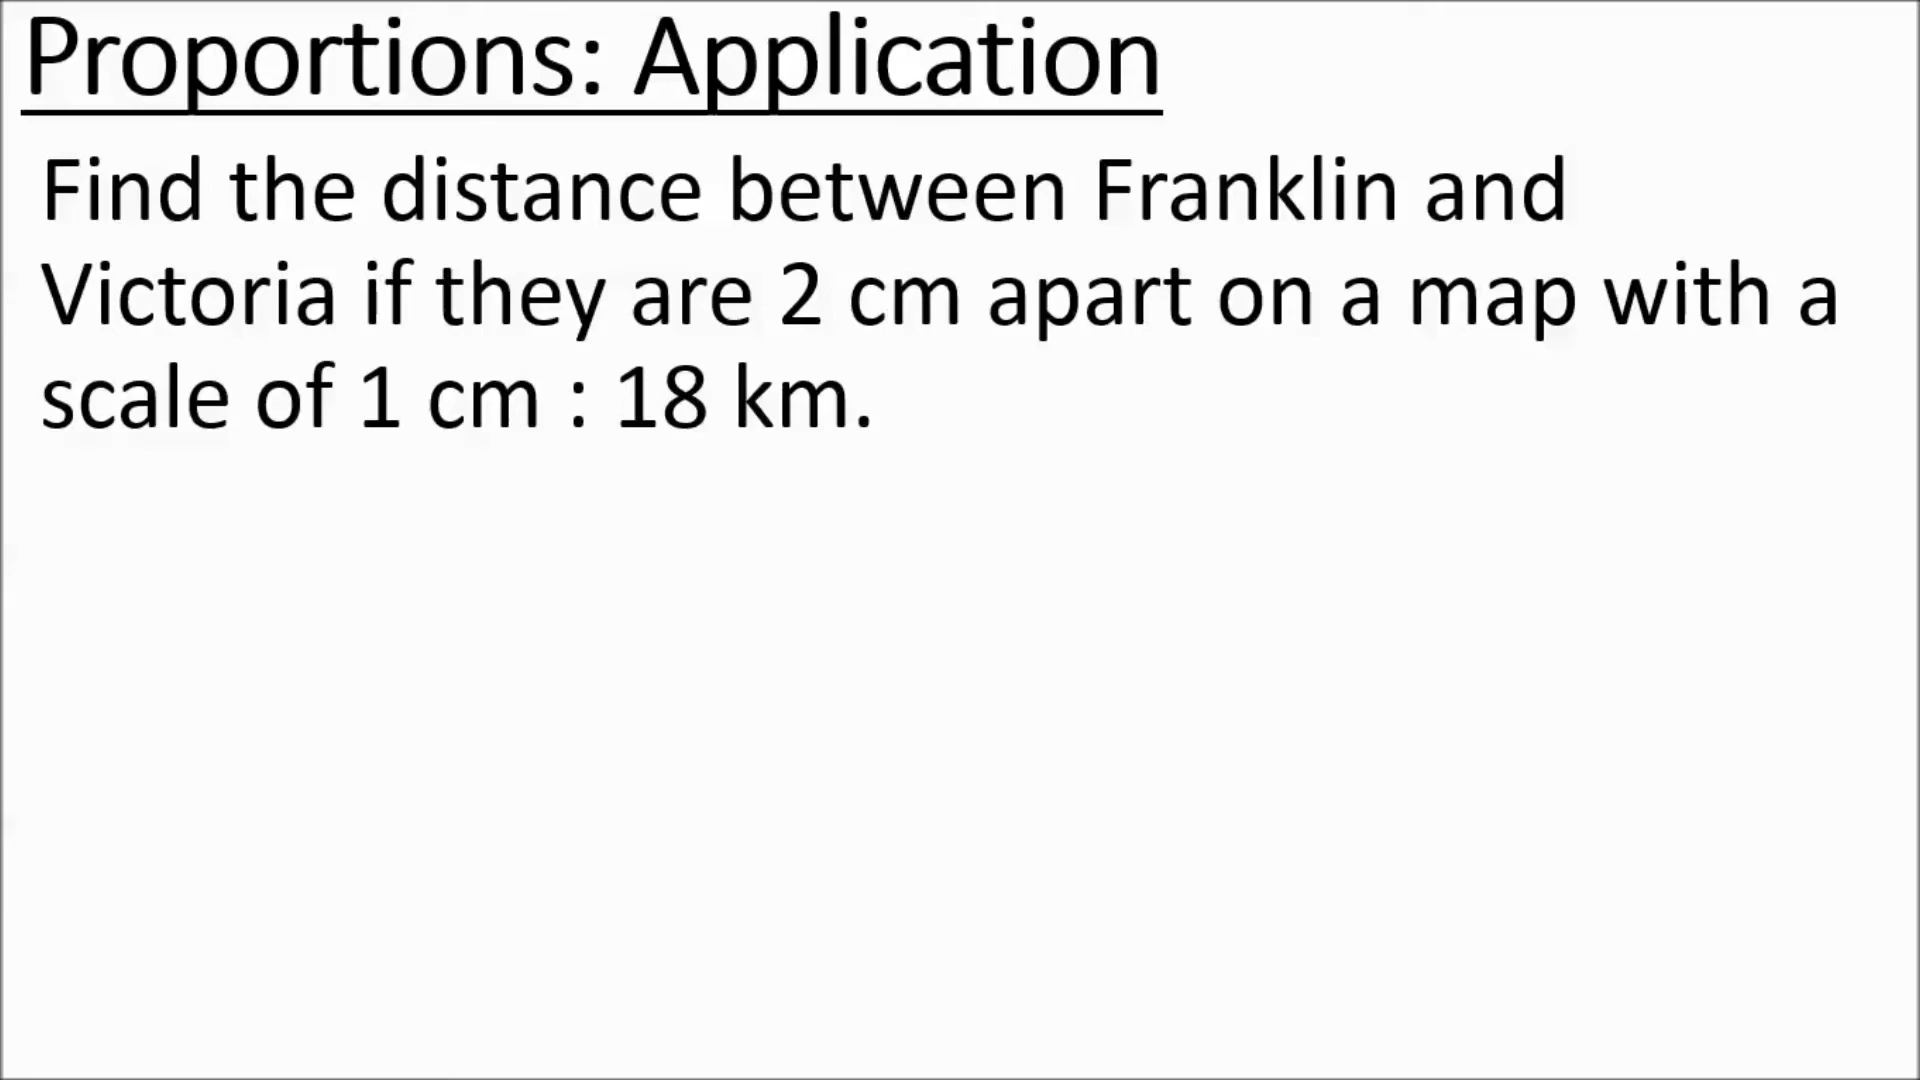 Proportions: Application
Find the distance between Franklin and
Victoria if they are 2 cm apart on a map with a
scale of 1 cm : 18 km.